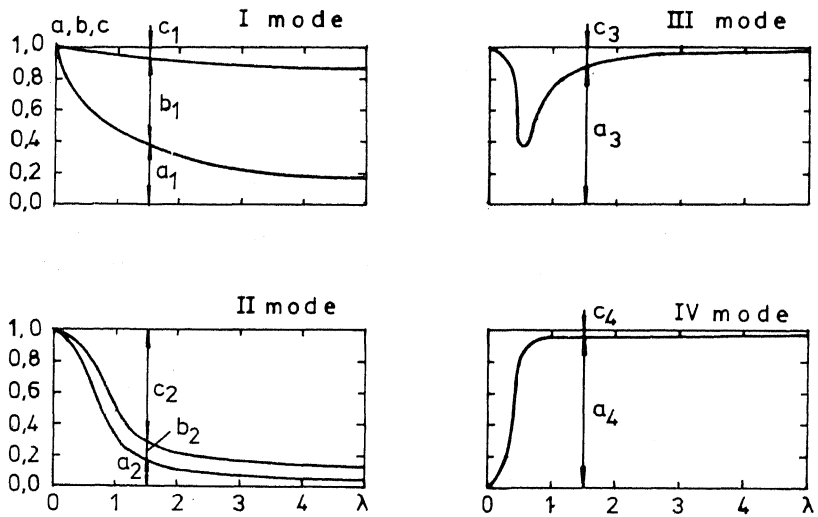 I mode
a, b, c
c1
1,0
0,8
0,6
0,4
0,2
0,0
b1
a1
III mode
c3
a3
II mode
1,0
0,8
0,6
0,4
0,2
0,0
c2
b2
a2
0 1 2 3 4 λ
IV mode
c4
a4
0 1 2 3 4 λ